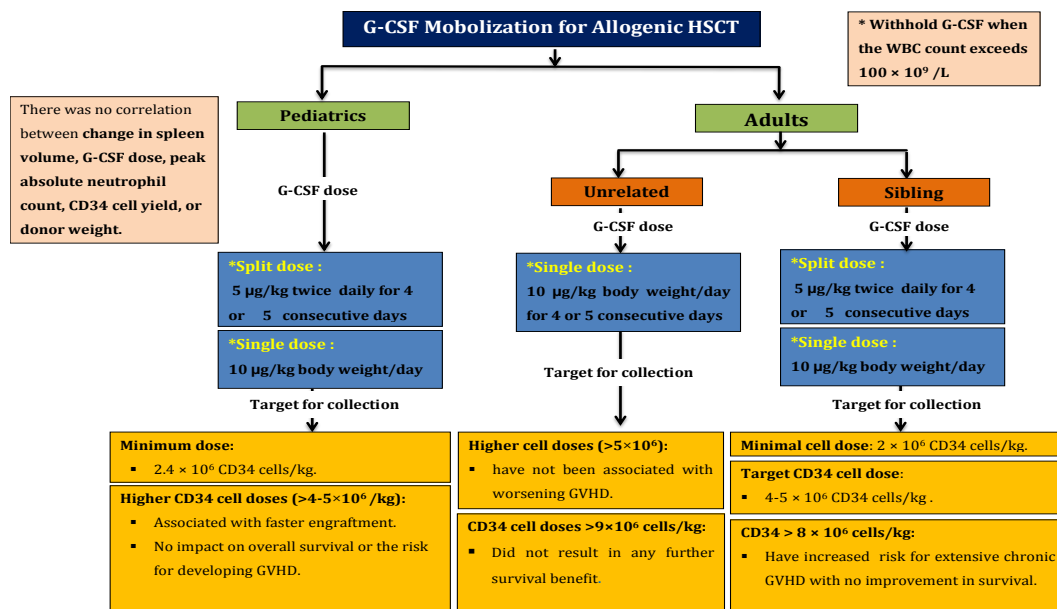 G-CSF Mobolization for Allogenic HSCT
* Withhold G-CSF when
the WBC count exceeds
100 × 10⁹ /L
There was no correlation
between change in spleen
volume, G-CSF dose, peak
absolute neutrophil
count, CD34 cell yield, or
donor weight.
Pediatrics
G-CSF dose
*Split dose :
5 µg/kg twice daily for 4
or 5 consecutive days
*Single dose :
10 µg/kg body weight/day
Target for collection
Minimum dose:
▪ 2.4 × 10⁶ CD34 cells/kg.
Higher CD34 cell doses (>4-5×10⁶ /kg):
▪ Associated with faster engraftment.
▪ No impact on overall survival or the risk
for developing GVHD.
Adults
Unrelated
G-CSF dose
*Single dose :
10 µg/kg body weight/day
for 4 or 5 consecutive days
Target for collection
Higher cell doses (>5×10⁶):
▪ have not been associated with
worsening GVHD.
CD34 cell doses >9×10⁶ cells/kg:
▪ Did not result in any further
survival benefit.
Sibling
G-CSF dose
*Split dose :
5 µg/kg twice daily for 4
or 5 consecutive days
*Single dose :
10 µg/kg body weight/day
Target for collection
Minimal cell dose: 2 × 10⁶ CD34 cells/kg.
Target CD34 cell dose:
▪ 4-5 × 10⁶ CD34 cells/kg .
CD34 > 8 × 10⁶ cells/kg:
▪ Have increased risk for extensive chronic
GVHD with no improvement in survival.